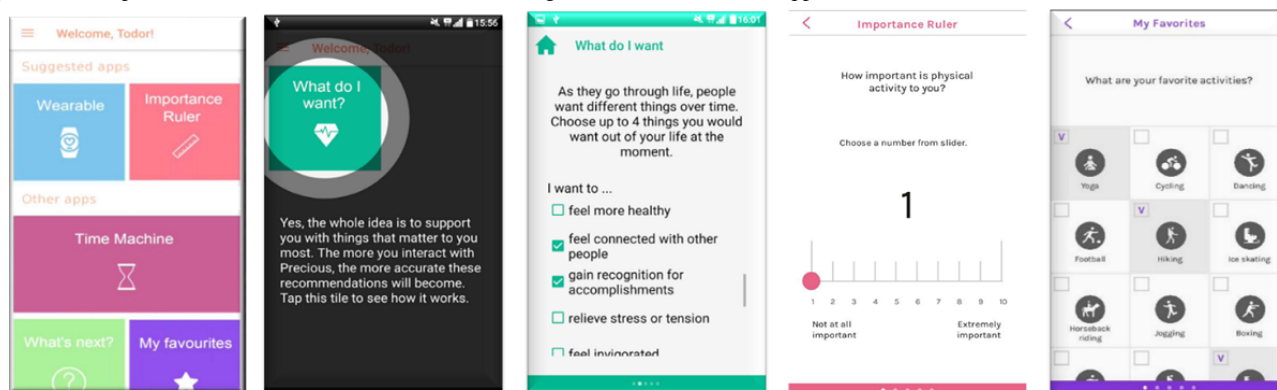 Welcome, Todor!
Suggested apps
Wearable
Importance
Ruler
Other apps
Time Machine
What's next?
My favourites
15:56
Welcome, Todor!
What do I
want?
Yes, the whole idea is to support
you with things that matter to you
most. The more you interact with
Precious, the more accurate these
recommendations will become.
Tap this tile to see how it works.
16:01
What do I want
As they go through life, people
want different things over time.
Choose up to 4 things you would
want out of your life at the
moment.
I want to ...
feel more healthy
feel connected with other
people
gain recognition for
accomplishments
relieve stress or tension
feel invigorated
Importance Ruler
How important is physical
activity to you?
Choose a number from slider.
1
1 2 3 4 5 6 7 8 9 10
Not at all
important
Extremely
important
My Favorites
What are your favorite activities?
V
Yoga
Cycling
Dancing
V
Football
Hiking
Ice skating
Horseback
riding
Jogging
Boxing
V